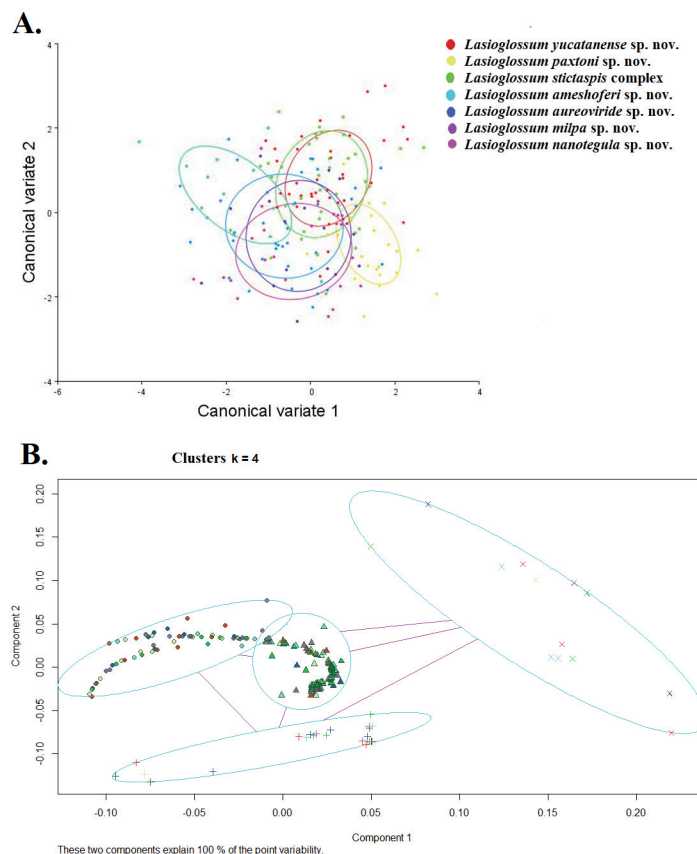 A.
Lasioglossum yucatanense sp. nov.
Lasioglossum paxtoni sp. nov.
Lasioglossum stictaspis complex
Lasioglossum ameshoferi sp. nov.
Lasioglossum aureoviride sp. nov.
Lasioglossum milpa sp. nov.
Lasioglossum nanotegula sp. nov.
4
2
0
-2
-4
Canonical variate 2
-6
-4
-2
0
2
4
Canonical variate 1
B.
Clusters k = 4
0.20
0.15
0.10
0.05
0.00
-0.05
-0.10
Component 2
-0.10
-0.05
0.00
0.05
0.10
0.15
0.20
Component 1
These two components explain 100 % of the point variability.